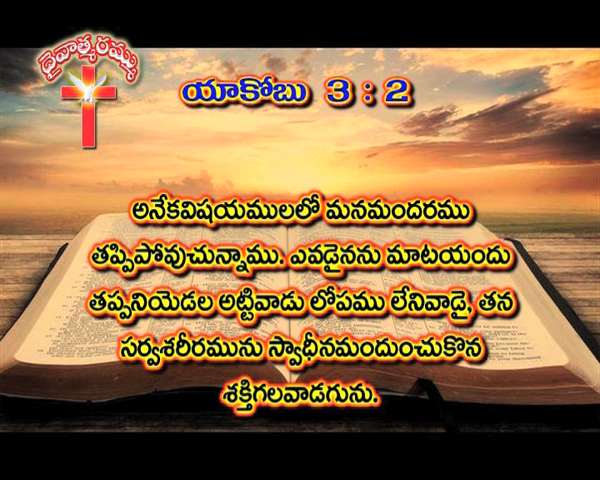 దైవాత్మరమ్ము
యాకోబు 3 : 2
అనేకవిషయములలో మనమందరము
తప్పిపోవుచున్నాము. ఎవడైనను మాటయందు
తప్పనియెడల అట్టివాడు లోపము లేనివాడై, తన
సర్వశరీరమును స్వాధీనమందుంచుకొన
శక్తిగలవాడగును.